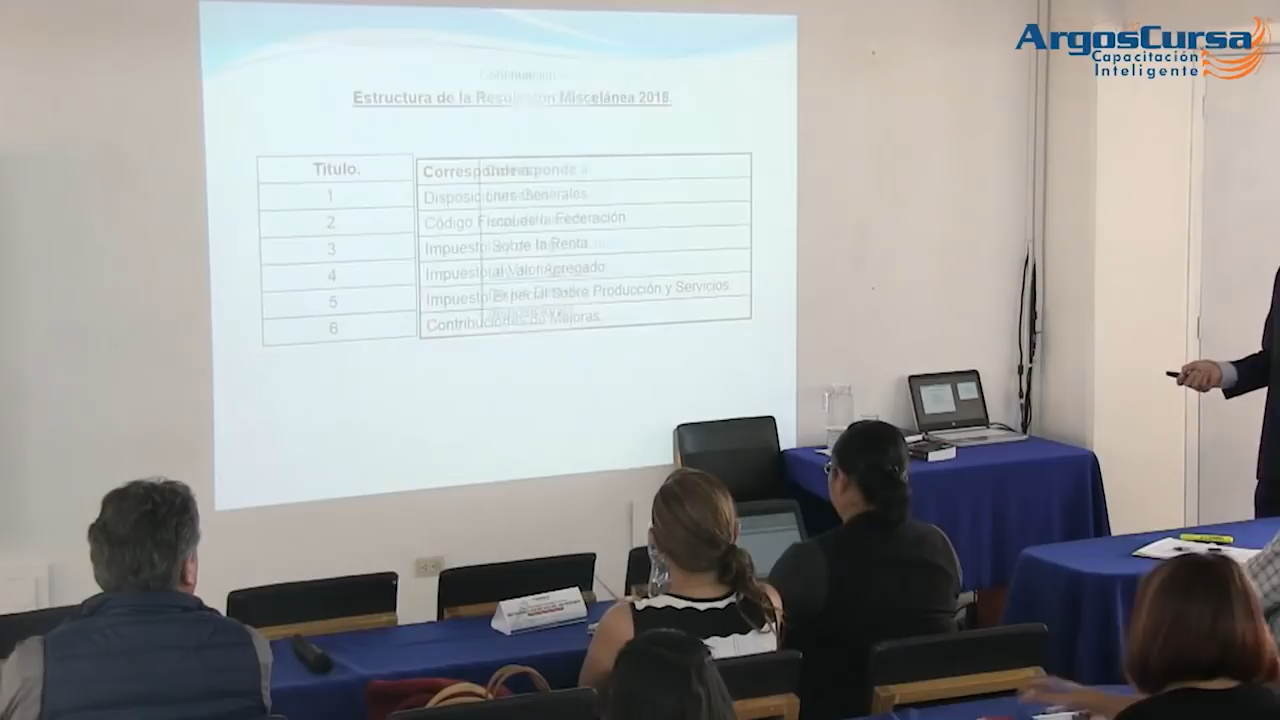 ArgosCursa
Capacitación
Inteligente
Continuación
Estructura de la Resolución Miscelánea 2018.
Titulo. Corresponde a:
1 Disposiciones Generales
2 Código Fiscal de la Federación
3 Impuesto Sobre la Renta
4 Impuesto al Valor Agregado
5 Impuesto Especial Sobre Producción y Servicios
6 Contribuciones de Mejoras